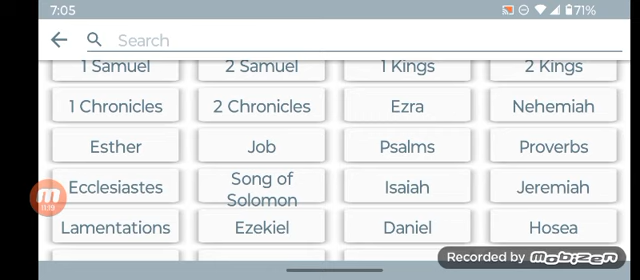 7:05
71%
Search
1 Samuel
2 Samuel
1 Kings
2 Kings
1 Chronicles
2 Chronicles
Ezra
Nehemiah
Esther
Job
Psalms
Proverbs
Ecclesiastes
Song of
Solomon
Isaiah
Jeremiah
Lamentations
Ezekiel
Daniel
Hosea
Recorded by mobizen